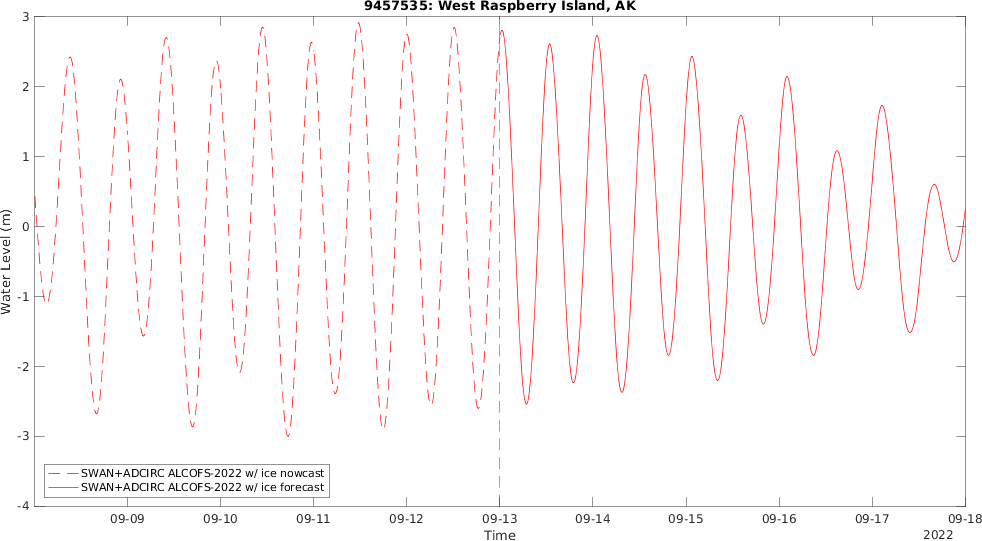 9457535: West Raspberry Island, AK
Water Level (m)
3
2
1
0
-1
-2
-3
-4
SWAN+ADCIRC ALCOFS-2022 w/ ice nowcast
SWAN+ADCIRC ALCOFS-2022 w/ ice forecast
09-09 09-10 09-11 09-12 09-13 09-14 09-15 09-16 09-17 09-18
Time
2022